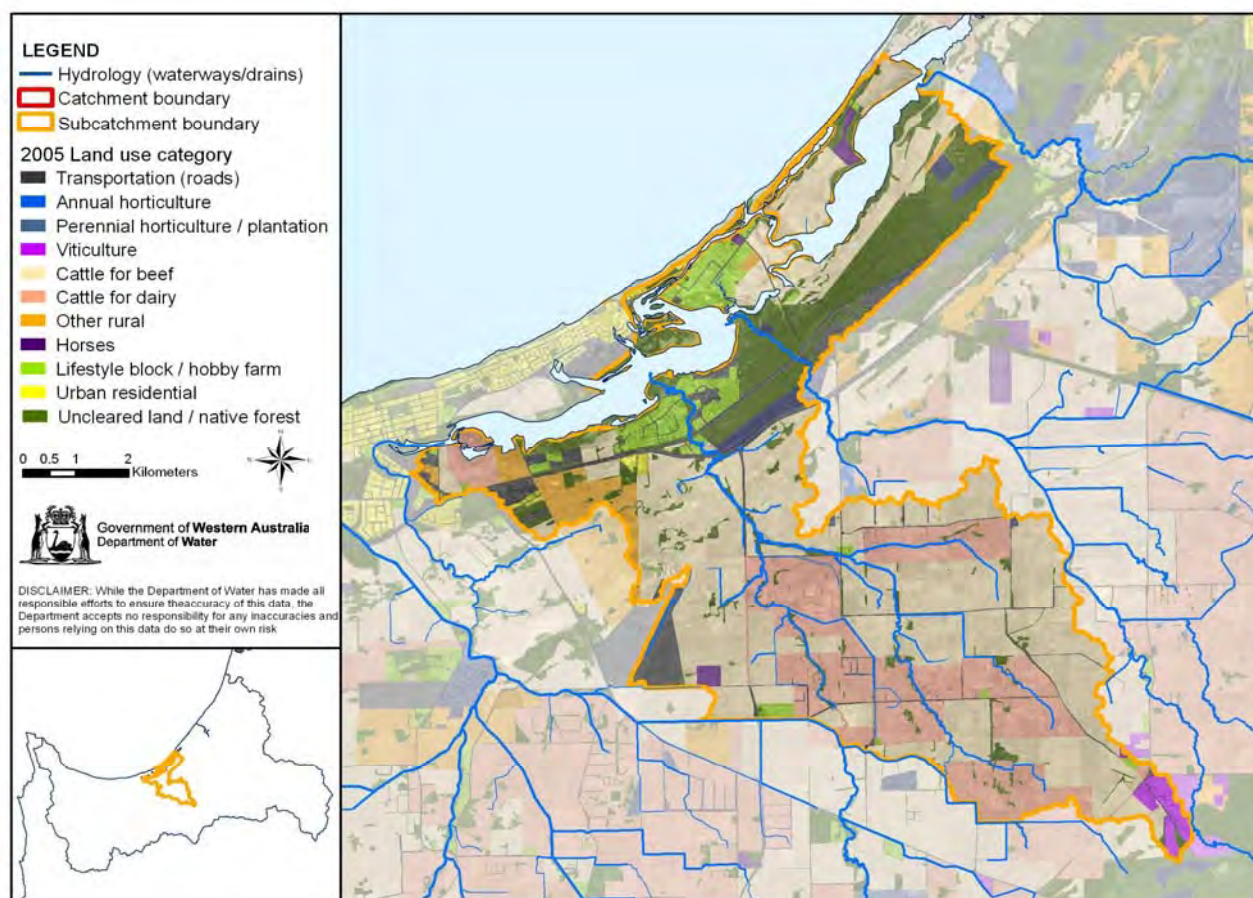 LEGEND
Hydrology (waterways/drains)
Catchment boundary
Subcatchment boundary
2005 Land use category
Transportation (roads)
Annual horticulture
Perennial horticulture / plantation
Viticulture
Cattle for beef
Cattle for dairy
Other rural
Horses
Lifestyle block / hobby farm
Urban residential
Uncleared land / native forest
0 0.5 1 2
Kilometers
Government of Western Australia
Department of Water
DISCLAIMER: While the Department of Water has made all
responsible efforts to ensure theaccuracy of this data, the
Department accepts no responsibility for any inaccuracies and
persons relying on this data do so at their own risk